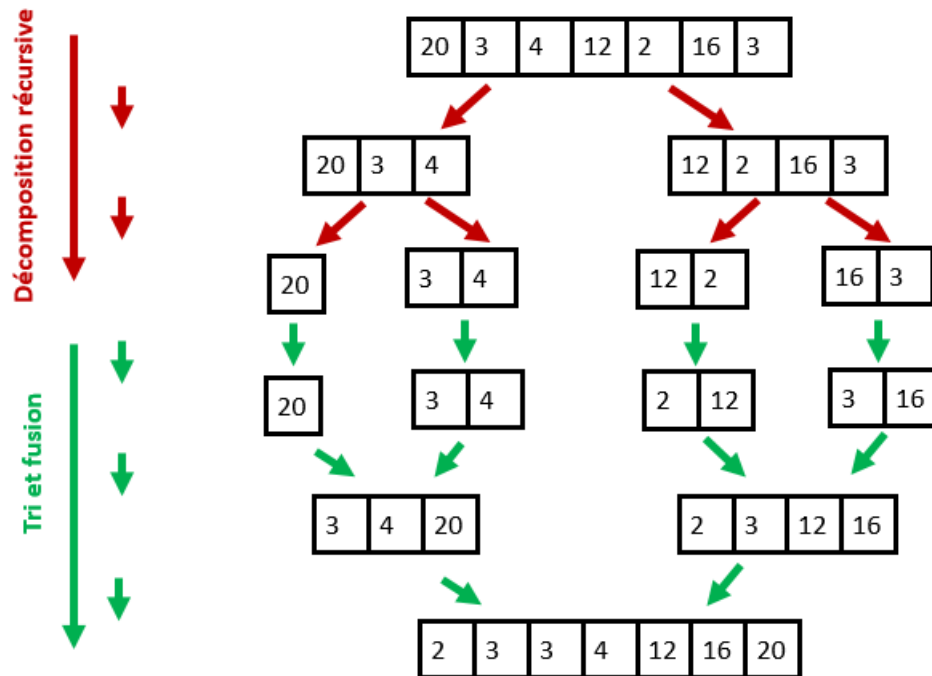 Décomposition récursive
20 3 4 12 2 16 3
20 3 4 12 2 16 3
20 3 4 12 2 16 3
Tri et fusion
20 3 4 2 12 3 16
3 4 20 2 3 12 16
2 3 3 4 12 16 20